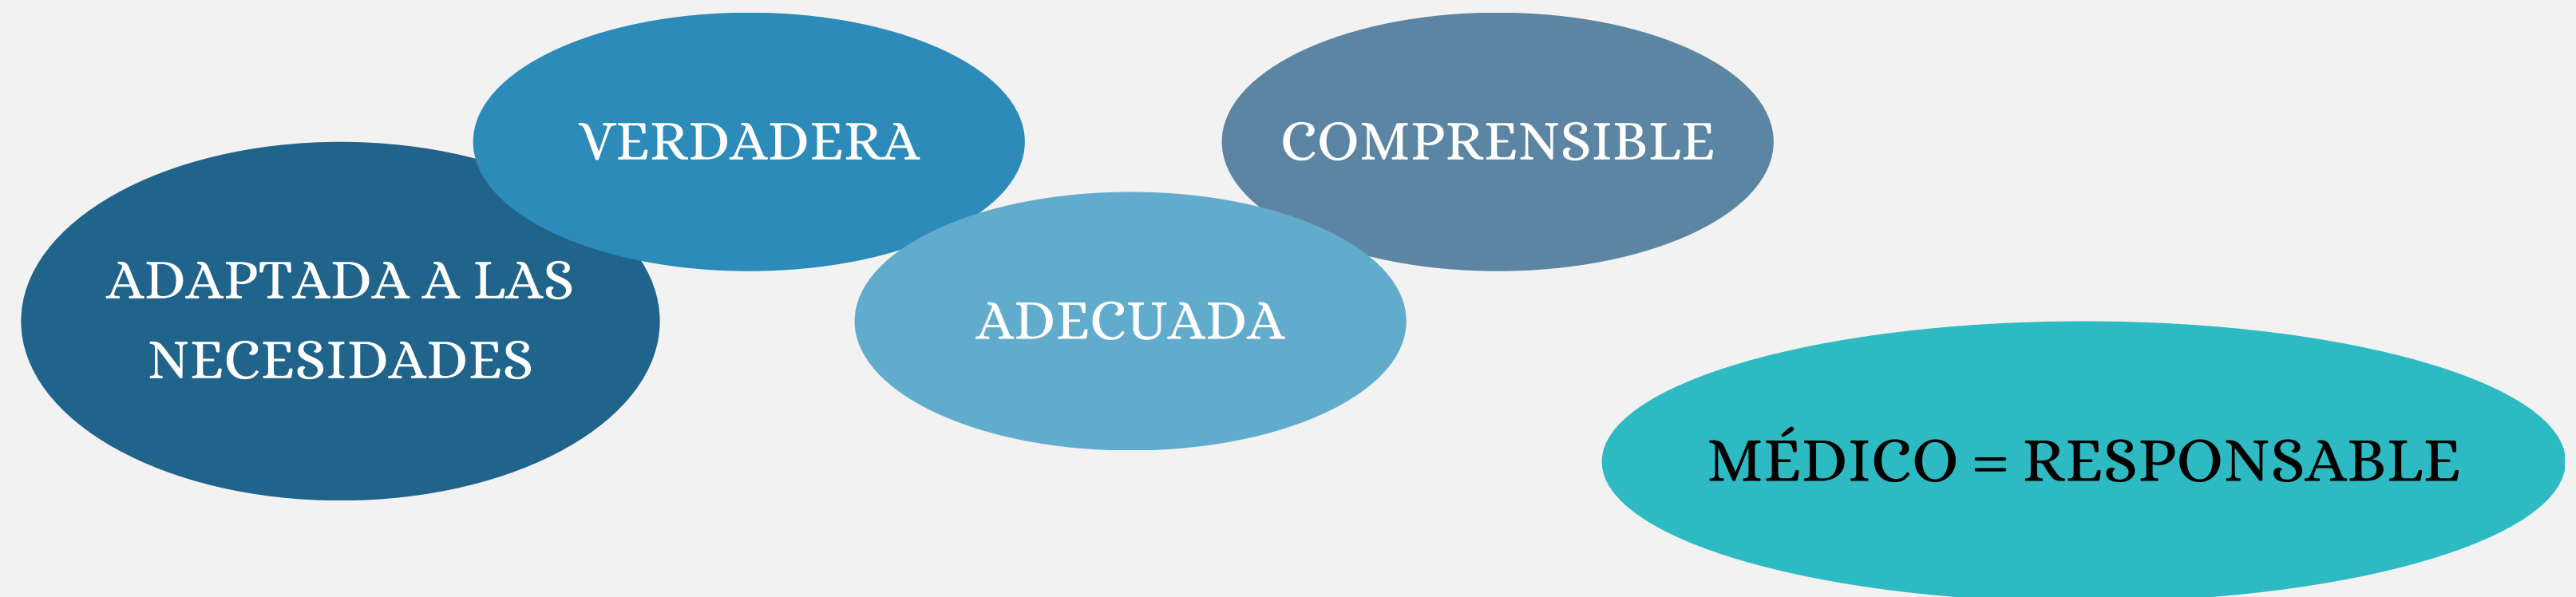 ADAPTADA A LAS
NECESIDADES
VERDADERA
ADECUADA
COMPRENSIBLE
MÉDICO = RESPONSABLE